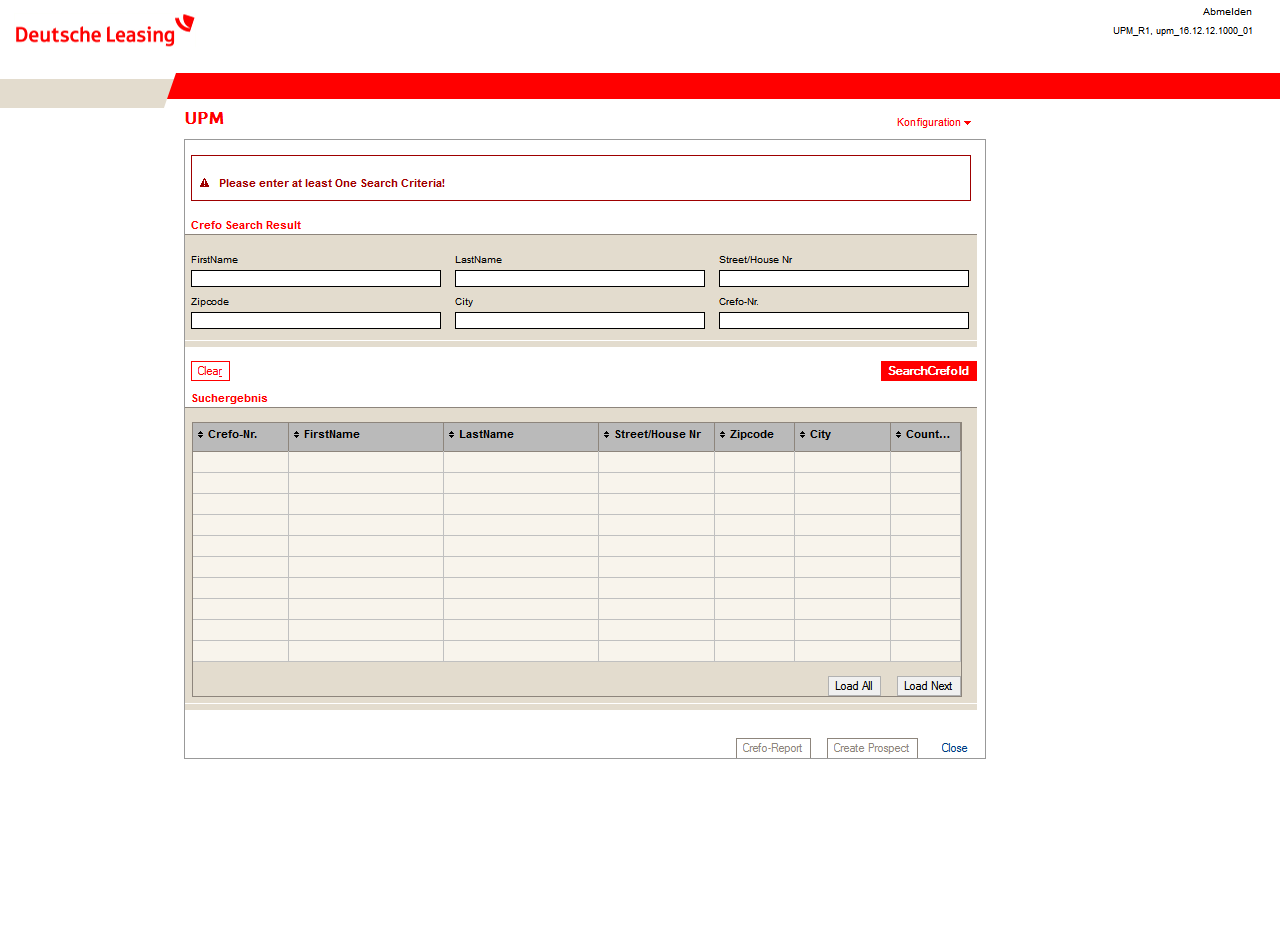 Deutsche Leasing
Abmelden
UPM_R1, upm_16.12.12.1000_01
UPM
Konfiguration
Please enter at least One Search Criteria!
Crefo Search Result
FirstName LastName Street/House Nr
Zipcode City Crefo-Nr.
Clear SearchCrefoId
Suchergebnis
Crefo-Nr. FirstName LastName Street/House Nr Zipcode City Count...
Load All Load Next
Crefo-Report Create Prospect Close